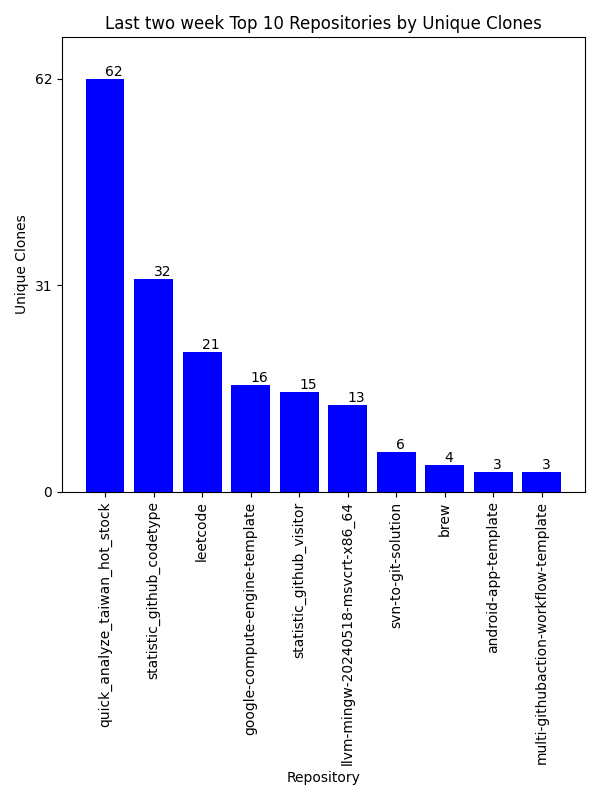 Last two week Top 10 Repositories by Unique Clones
Unique Clones
62
31
0
62
32
21
16
15
13
6
4
3
3
quick_analyze_taiwan_hot_stock
statistic_github_codetype
leetcode
google-compute-engine-template
statistic_github_visitor
llvm-mingw-20240518-msvcrt-x86_64
svn-to-git-solution
brew
android-app-template
multi-githubaction-workflow-template
Repository